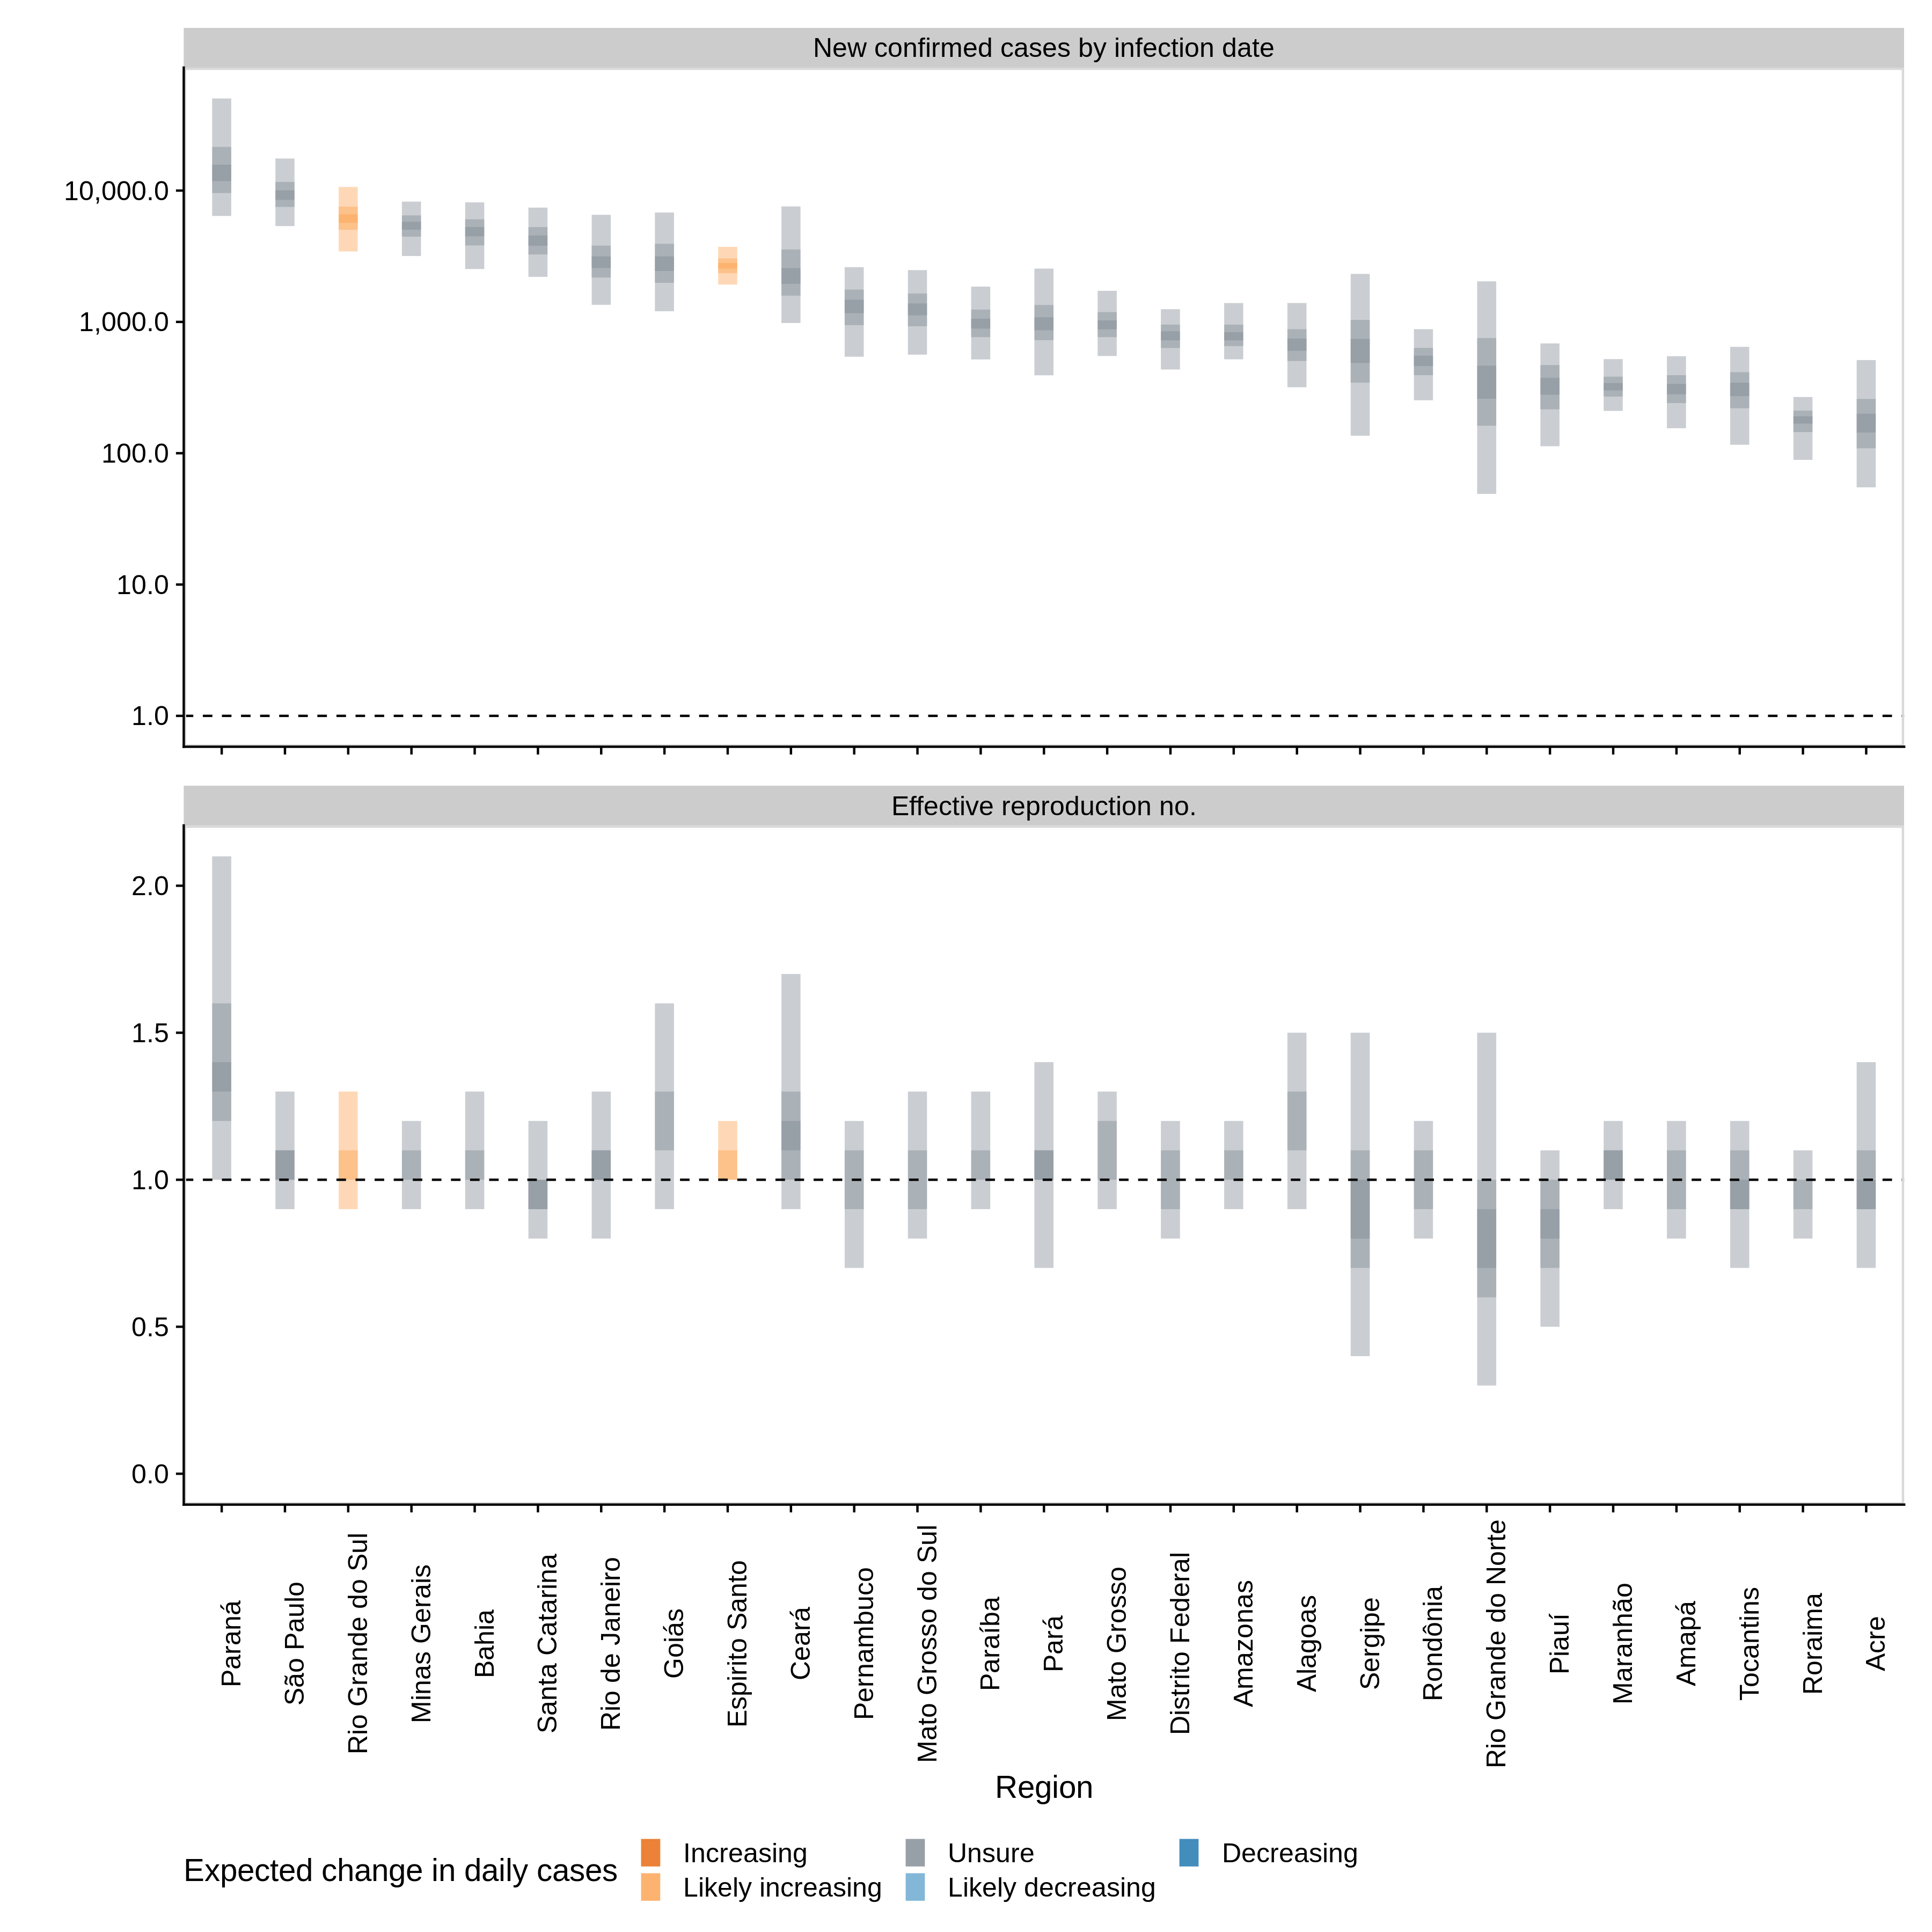 New confirmed cases by infection date
10,000.0
1,000.0
100.0
10.0
1.0
Effective reproduction no.
2.0
1.5
1.0
0.5
0.0
Paraná
São Paulo
Rio Grande do Sul
Minas Gerais
Bahia
Santa Catarina
Rio de Janeiro
Goiás
Espirito Santo
Ceará
Pernambuco
Mato Grosso do Sul
Paraíba
Pará
Mato Grosso
Distrito Federal
Amazonas
Alagoas
Sergipe
Rondônia
Rio Grande do Norte
Piauí
Maranhão
Amapá
Tocantins
Roraima
Acre
Region
Expected change in daily cases
Increasing
Likely increasing
Unsure
Likely decreasing
Decreasing